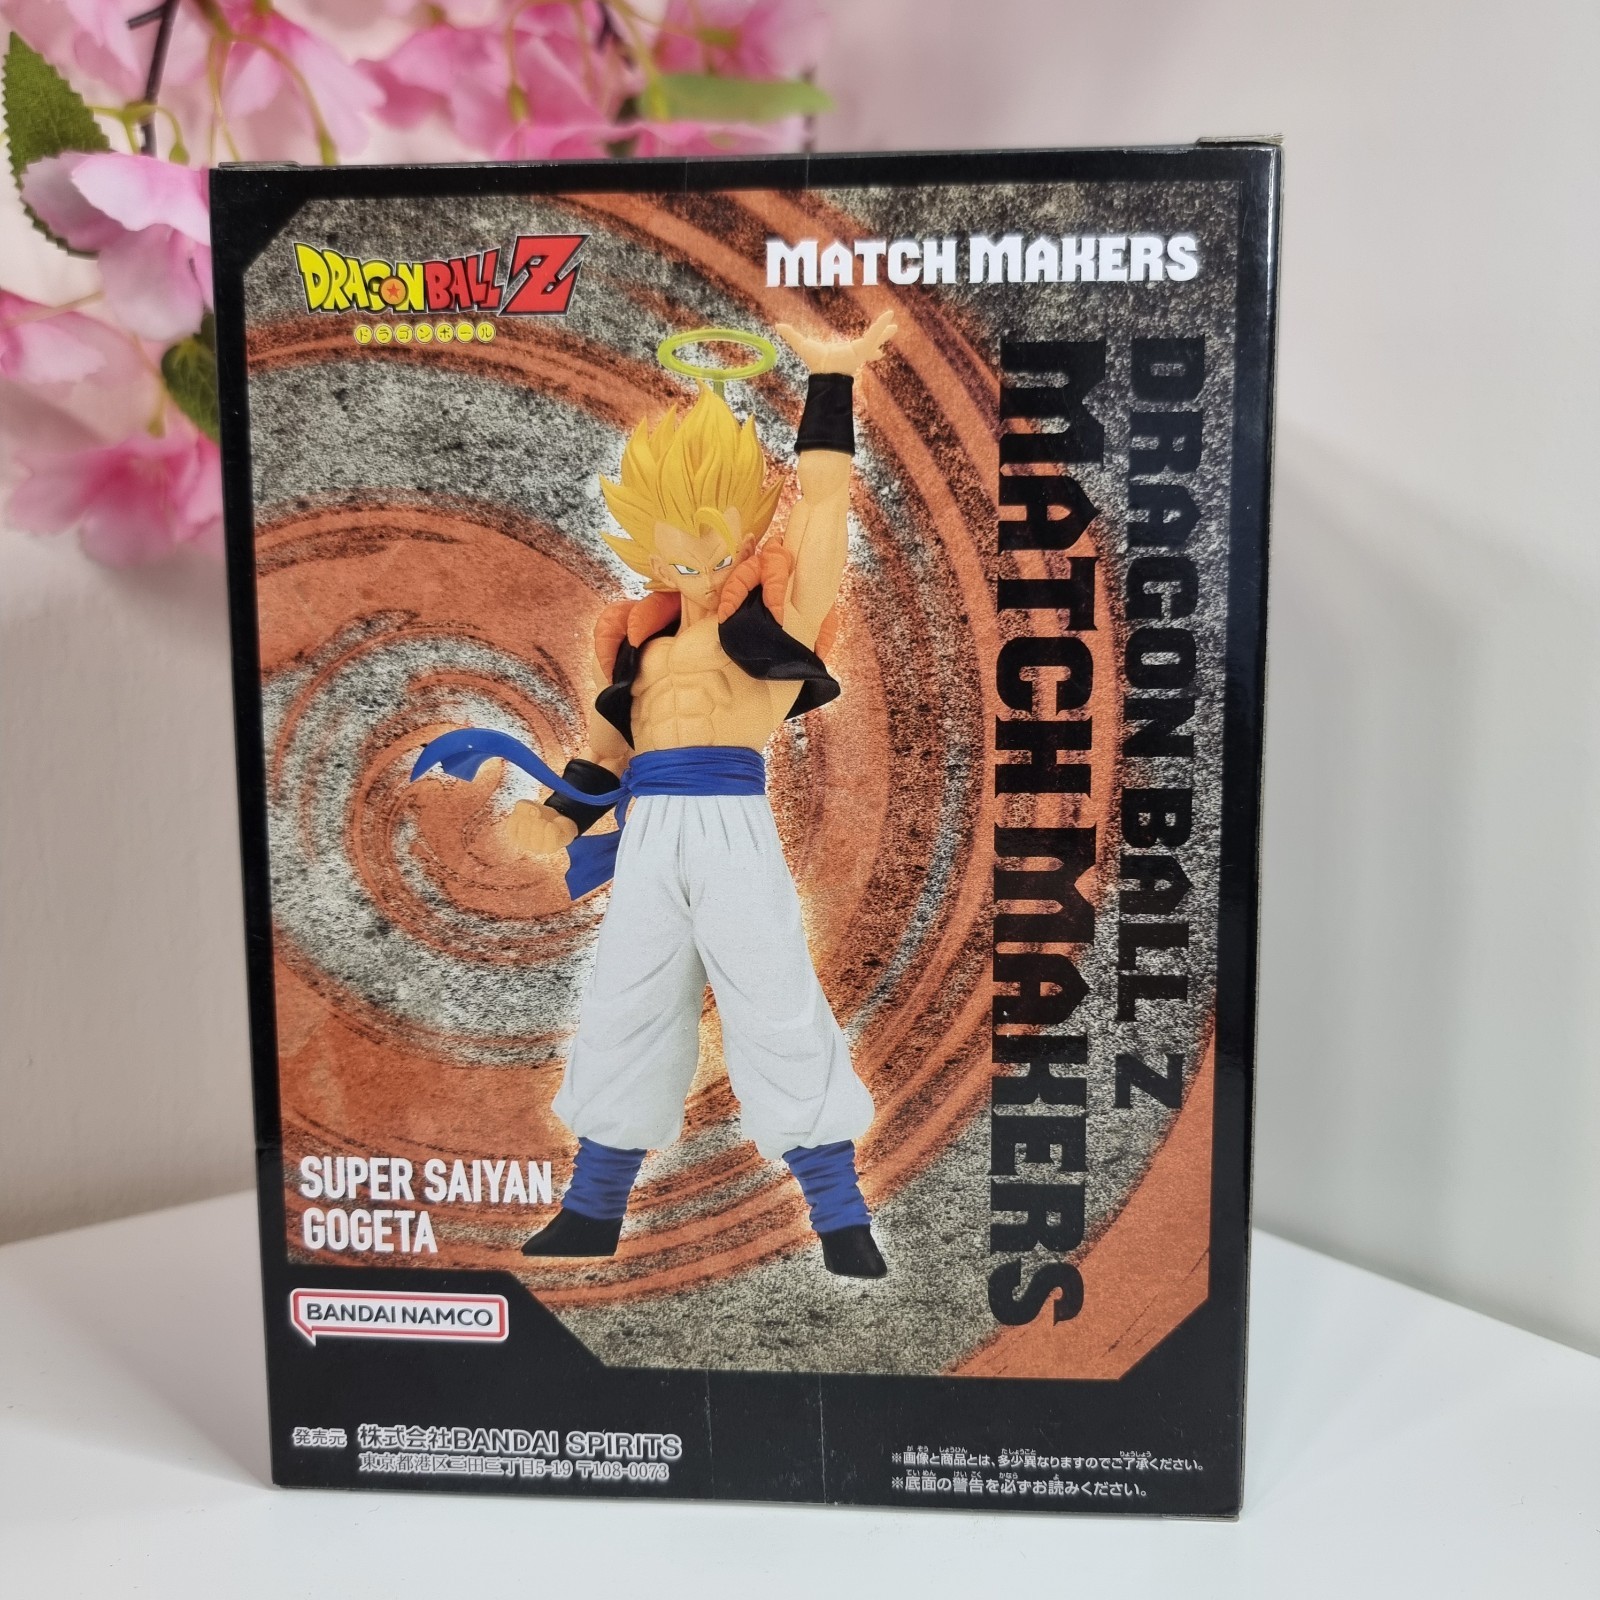 DRAGON BALL Z
ドラゴンボール
MATCH MAKERS
DRAGON BALL Z
MATCH MAKERS
SUPER SAIYAN
GOGETA
BANDAI NAMCO
発売元 株式会社BANDAI SPIRITS
東京都港区三田三丁目5-19 〒108-0073
※画像と商品とは、多少異なりますのでご了承ください。
※底面の警告を必ずお読みください。